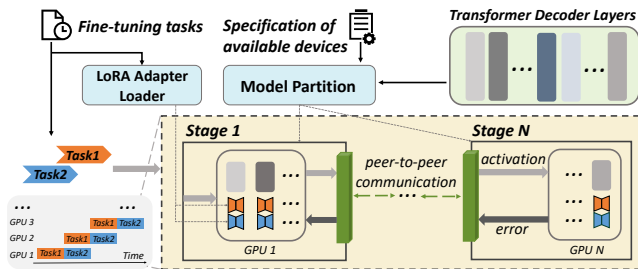 Fine-tuning tasks
Specification of
available devices
Transformer Decoder Layers
LoRA Adapter
Loader
Model Partition
...
Task1
Task2
Stage 1
Stage N
...
peer-to-peer
communication
...
activation
error
...
...
GPU 1
GPU N
... ...
GPU 3 Task1 Task2
GPU 2 Task1 Task2
GPU 1 Task1 Task2
Time